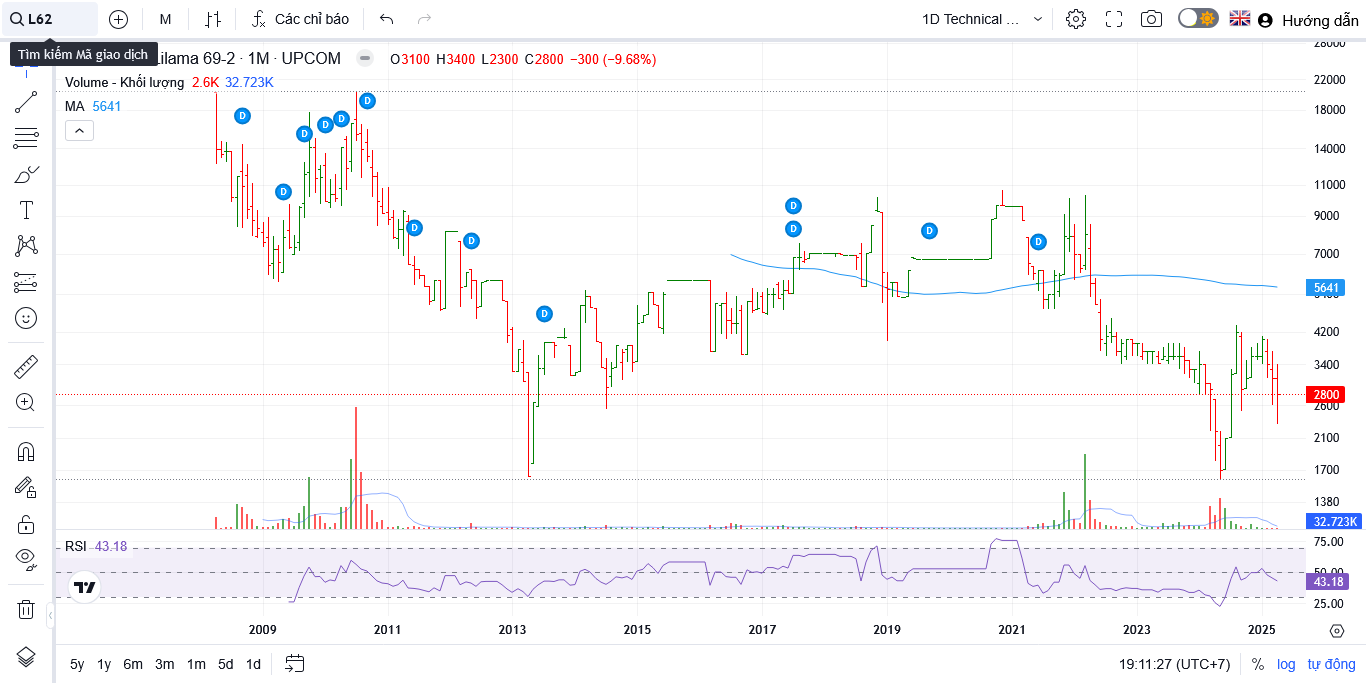 L62
M
Các chỉ báo
1D Technical ...
Hướng dẫn
Tìm kiếm Mã giao dịch
Lilama 69-2 · 1M · UPCOM
O3100 H3400 L2300 C2800 −300 (−9.68%)
Volume - Khối lượng 2.6K 32.723K
MA 5641
D D D D D D D D D D D D D
28000
22000
18000
14000
11000
9000
7000
5641
4200
3400
2800
2600
2100
1700
1380
32.723K
RSI 43.18
75.00
50.00
43.18
25.00
2009 2011 2013 2015 2017 2019 2021 2023 2025
5y 1y 6m 3m 1m 5d 1d
19:11:27 (UTC+7) % log tự động